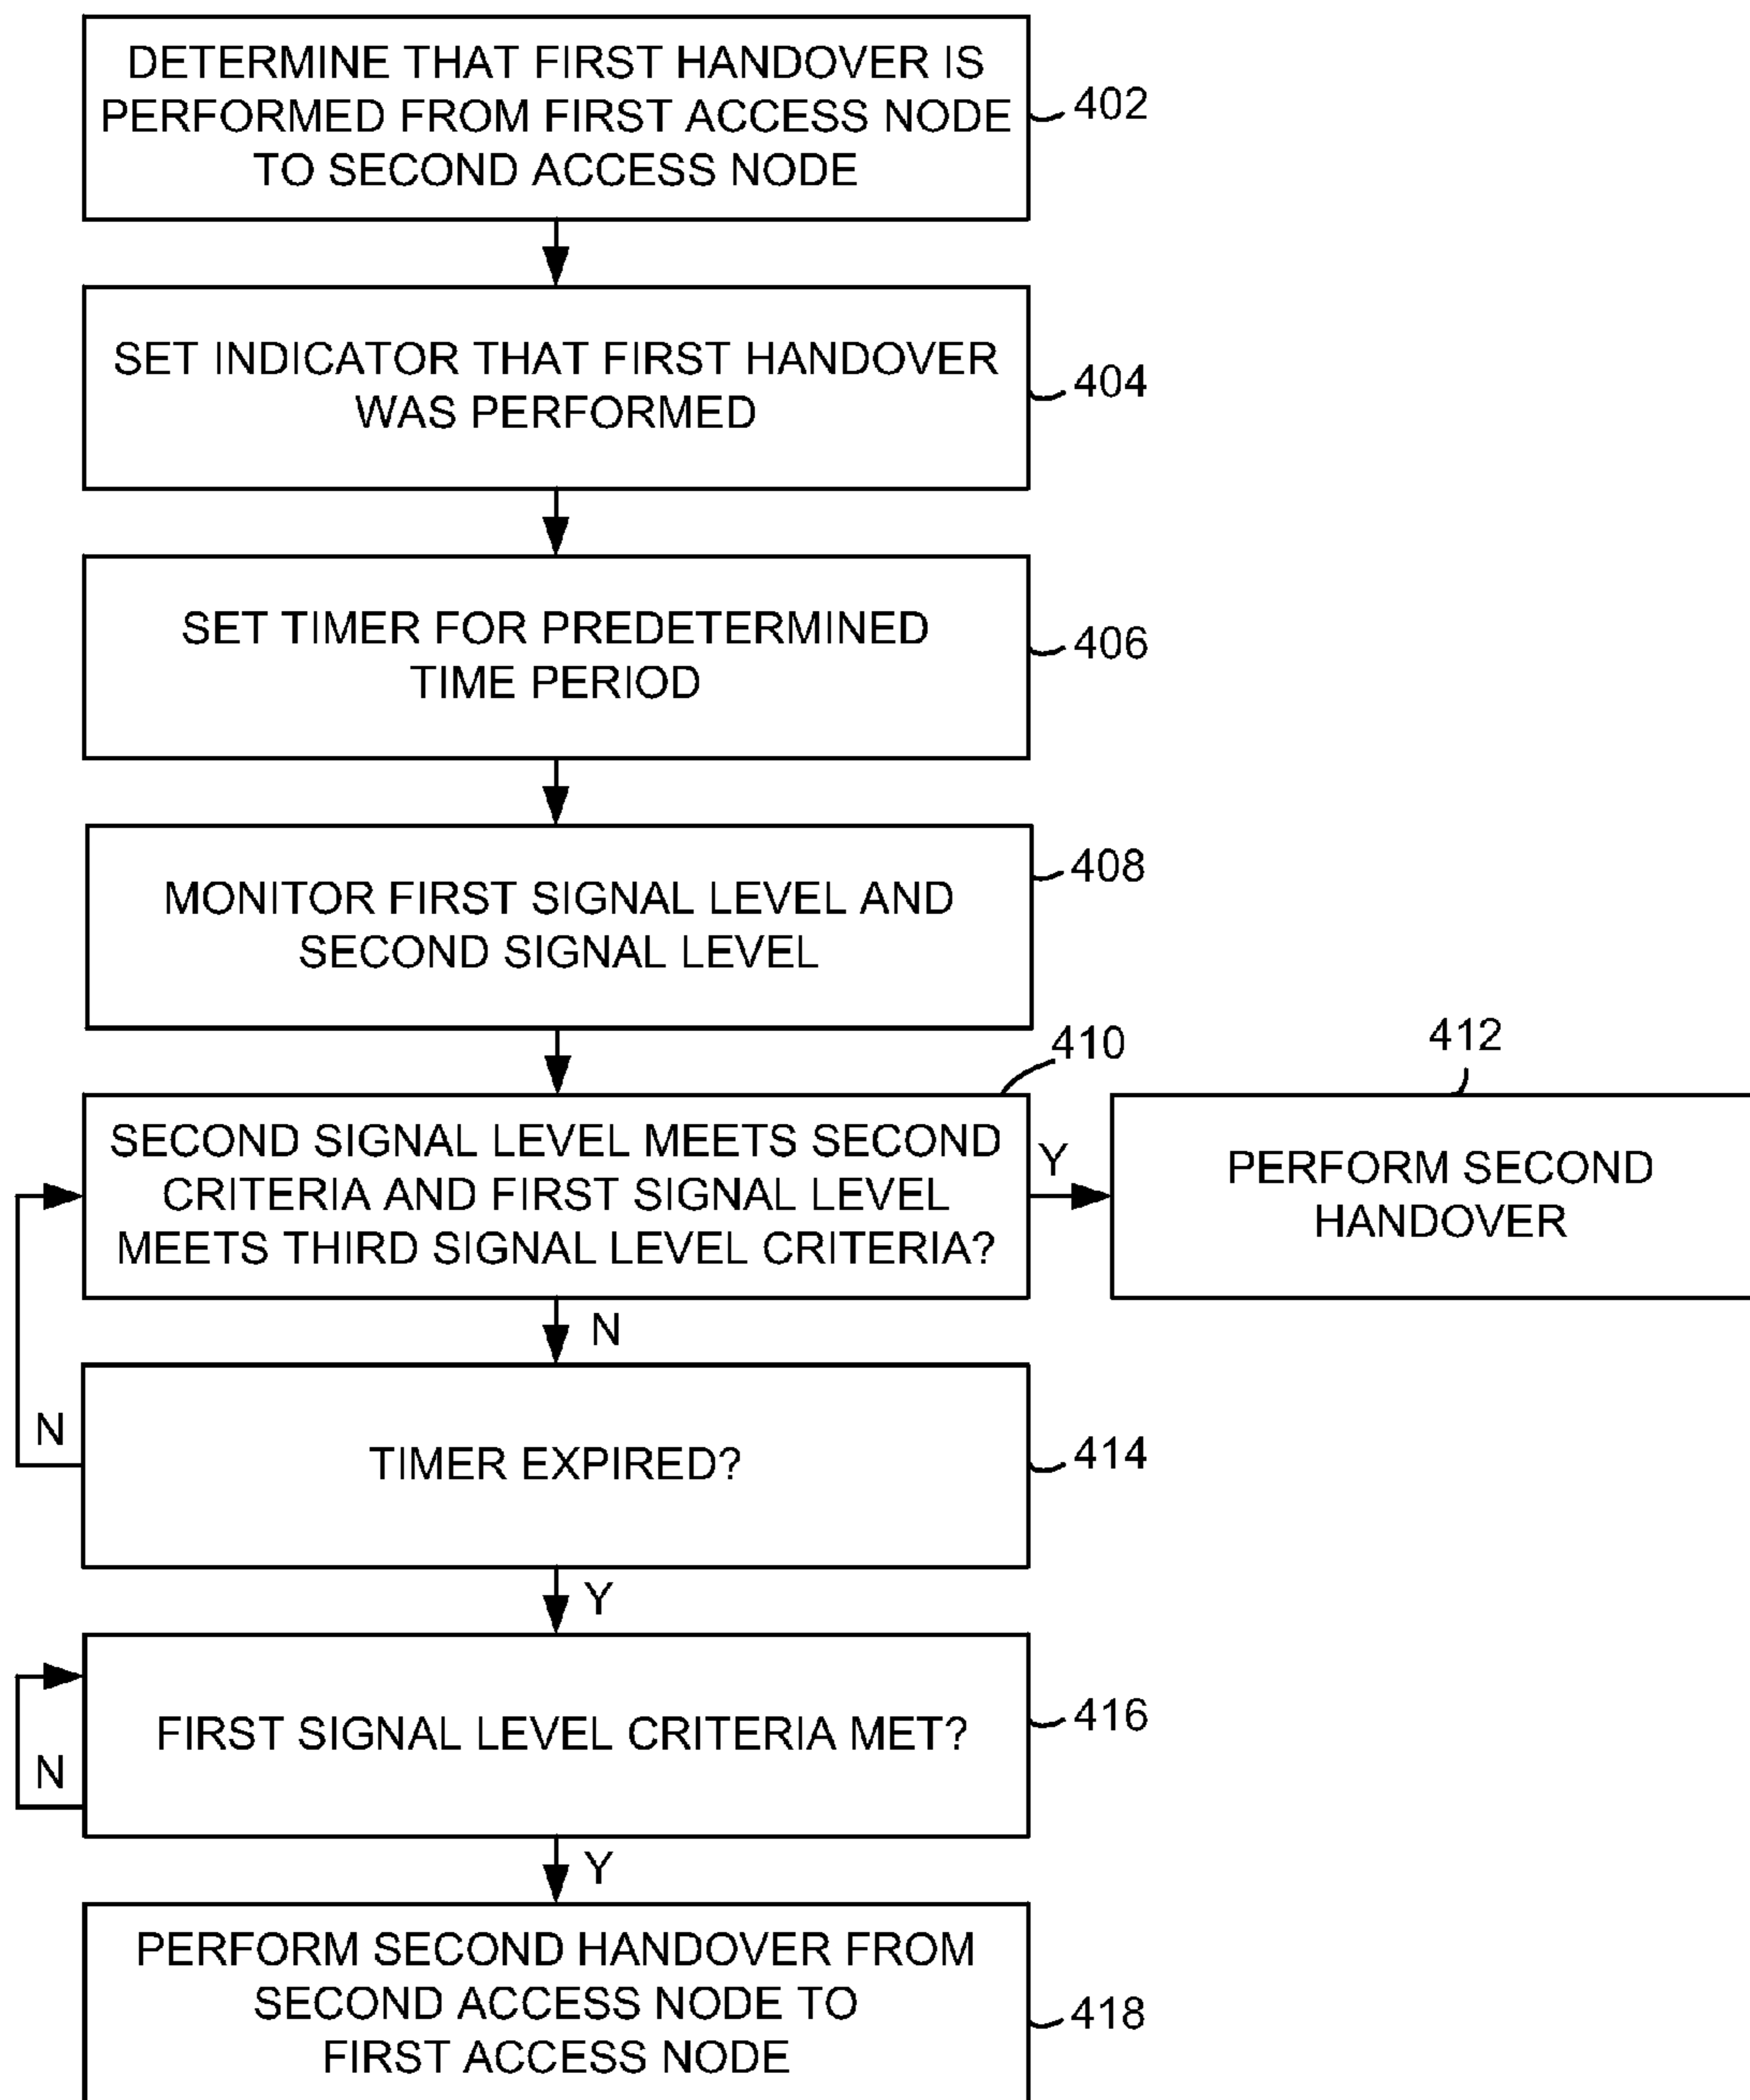 DETERMINE THAT FIRST HANDOVER IS
PERFORMED FROM FIRST ACCESS NODE
TO SECOND ACCESS NODE
402
SET INDICATOR THAT FIRST HANDOVER
WAS PERFORMED
404
SET TIMER FOR PREDETERMINED
TIME PERIOD
406
MONITOR FIRST SIGNAL LEVEL AND
SECOND SIGNAL LEVEL
408
410
SECOND SIGNAL LEVEL MEETS SECOND
CRITERIA AND FIRST SIGNAL LEVEL
MEETS THIRD SIGNAL LEVEL CRITERIA?
Y
412
PERFORM SECOND
HANDOVER
N
TIMER EXPIRED?
414
N
Y
FIRST SIGNAL LEVEL CRITERIA MET?
416
N
Y
PERFORM SECOND HANDOVER FROM
SECOND ACCESS NODE TO
FIRST ACCESS NODE
418